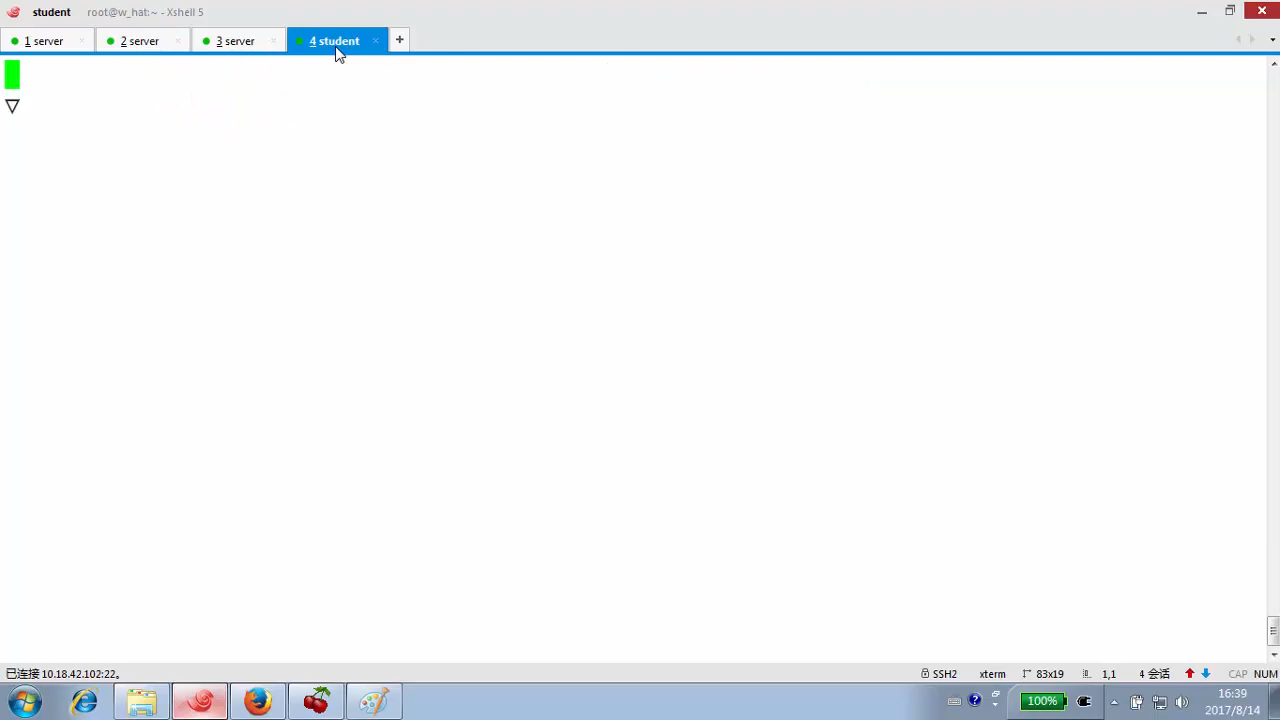 student root@w_hat:~ - Xshell 5
1 server
2 server
3 server
4 student
已连接 10.18.42.102:22。
SSH2
xterm
83x19
1,1
4 会话
CAP
NUM
100%
16:39
2017/8/14